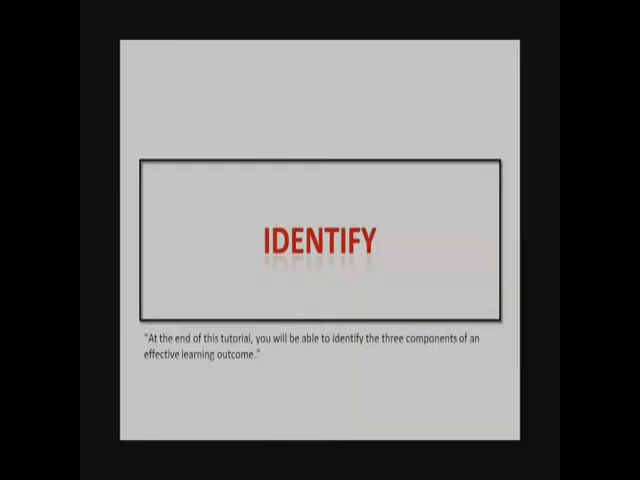 IDENTIFY
"At the end of this tutorial, you will be able to identify the three components of an
effective learning outcome."